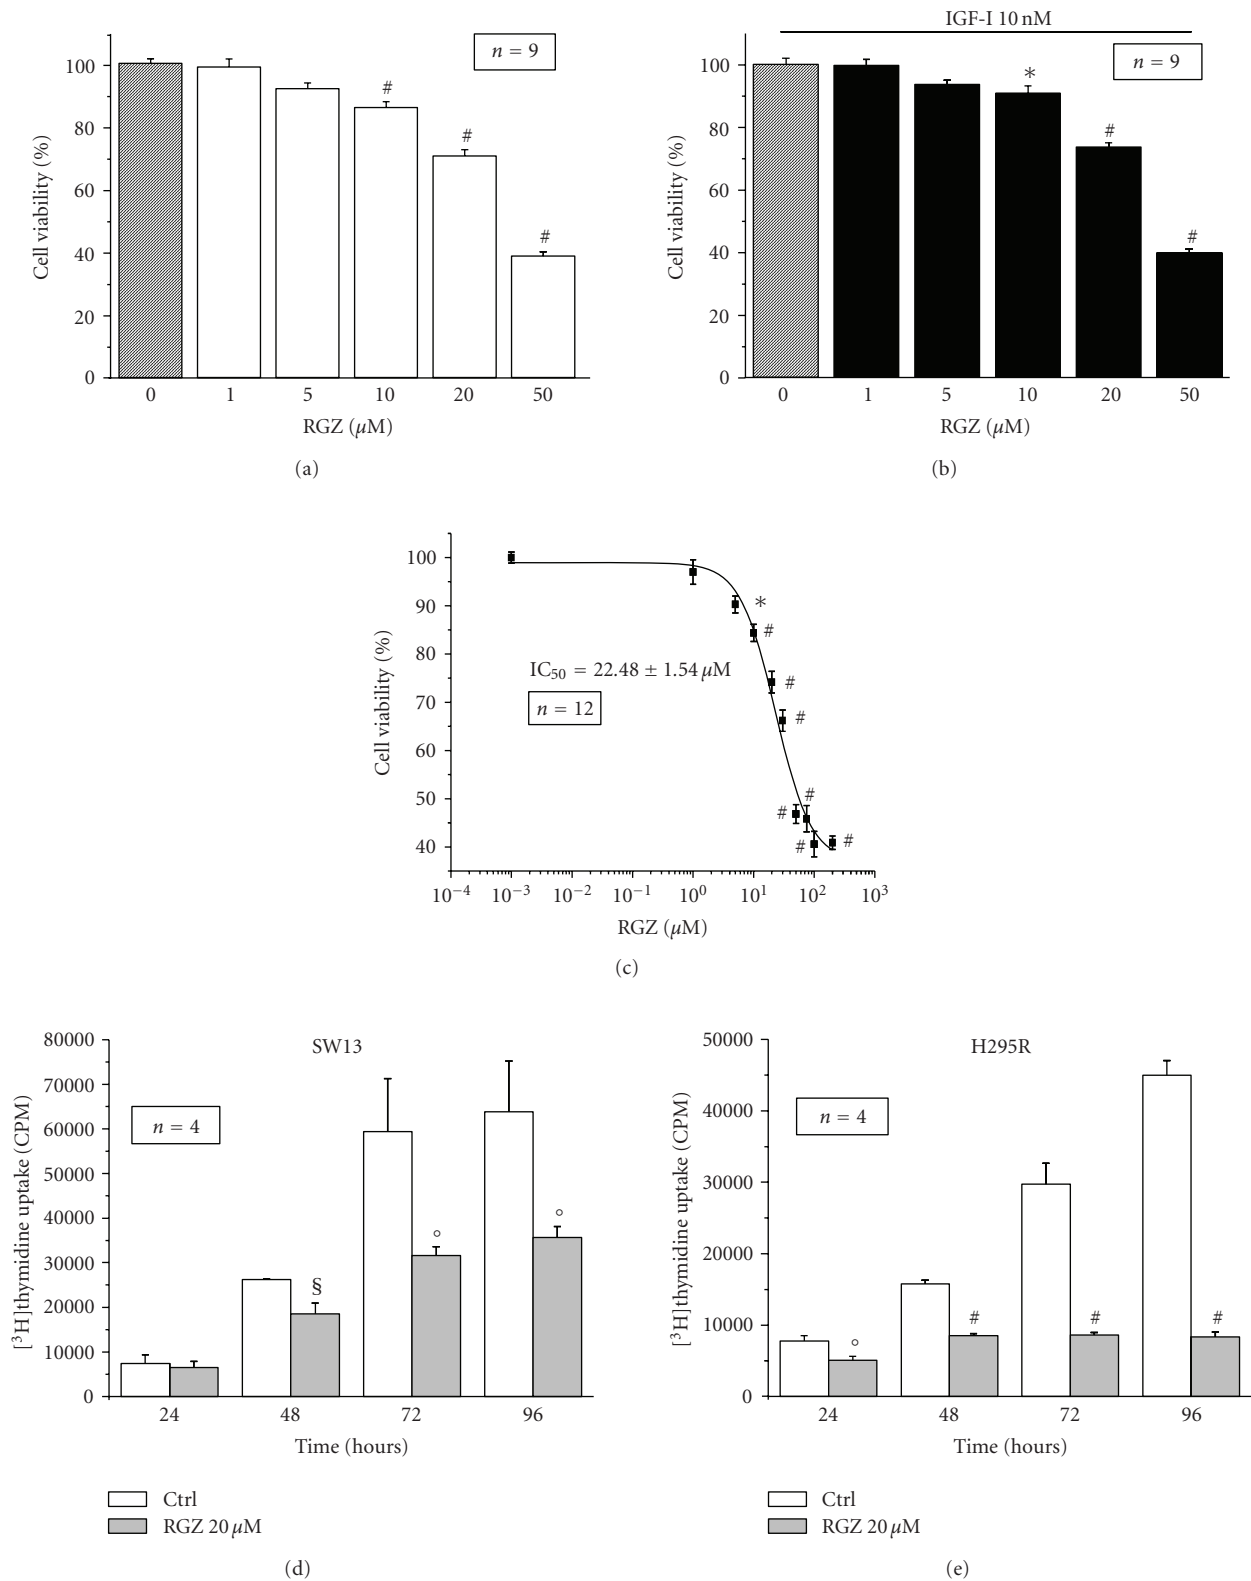 n = 9
100
80
60
40
20
0
Cell viability (%)
#
#
#
0 1 5 10 20 50
RGZ (µM)
(a)
IGF-I 10 nM
n = 9
100
80
60
40
20
0
Cell viability (%)
*
#
#
0 1 5 10 20 50
RGZ (µM)
(b)
100
90
80
70
60
50
40
Cell viability (%)
IC₅₀ = 22.48 ± 1.54 µM
n = 12
*
#
#
#
#
#
#
#
10⁻⁴ 10⁻³ 10⁻² 10⁻¹ 10⁰ 10¹ 10² 10³
RGZ (µM)
(c)
SW13
n = 4
80000
70000
60000
50000
40000
30000
20000
10000
0
[³H]thymidine uptake (CPM)
§
°
°
24 48 72 96
Time (hours)
Ctrl
RGZ 20 µM
(d)
H295R
n = 4
50000
40000
30000
20000
10000
0
[³H]thymidine uptake (CPM)
°
#
#
#
24 48 72 96
Time (hours)
Ctrl
RGZ 20 µM
(e)